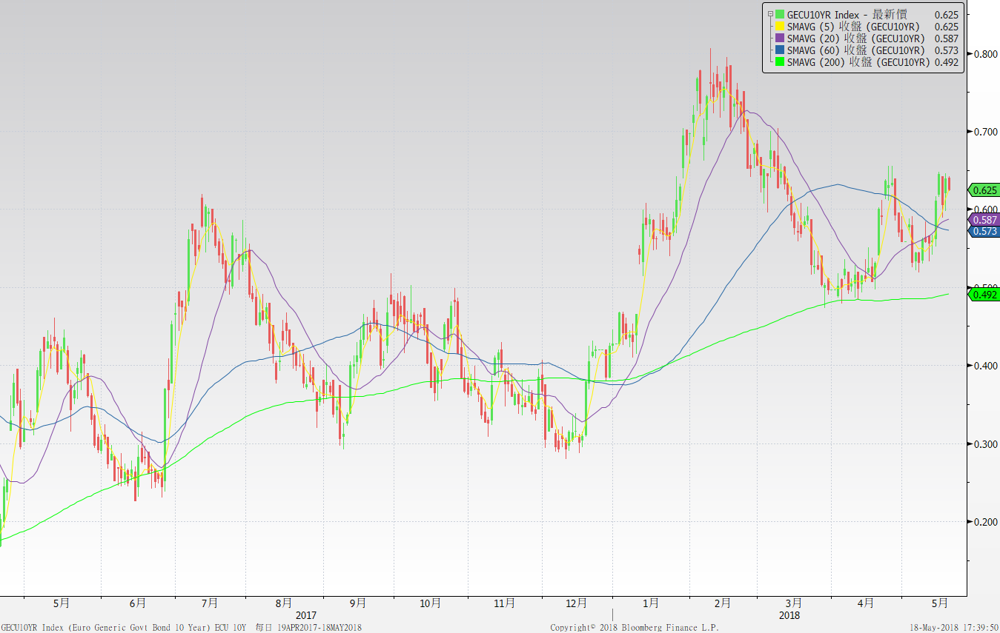 GECU10YR Index - 最新價 0.625
SMAVG (5) 收盤 (GECU10YR) 0.625
SMAVG (20) 收盤 (GECU10YR) 0.587
SMAVG (60) 收盤 (GECU10YR) 0.573
SMAVG (200) 收盤 (GECU10YR) 0.492
0.800
0.700
0.625
0.600
0.587
0.573
0.500
0.492
0.400
0.300
0.200
5月 6月 7月 8月 9月 10月 11月 12月 1月 2月 3月 4月 5月
2017 2018
GECU10YR Index (Euro Generic Govt Bond 10 Year) ECU 10Y 每日 19APR2017-18MAY2018 Copyright© 2018 Bloomberg Finance L.P. 18-May-2018 17:39:50